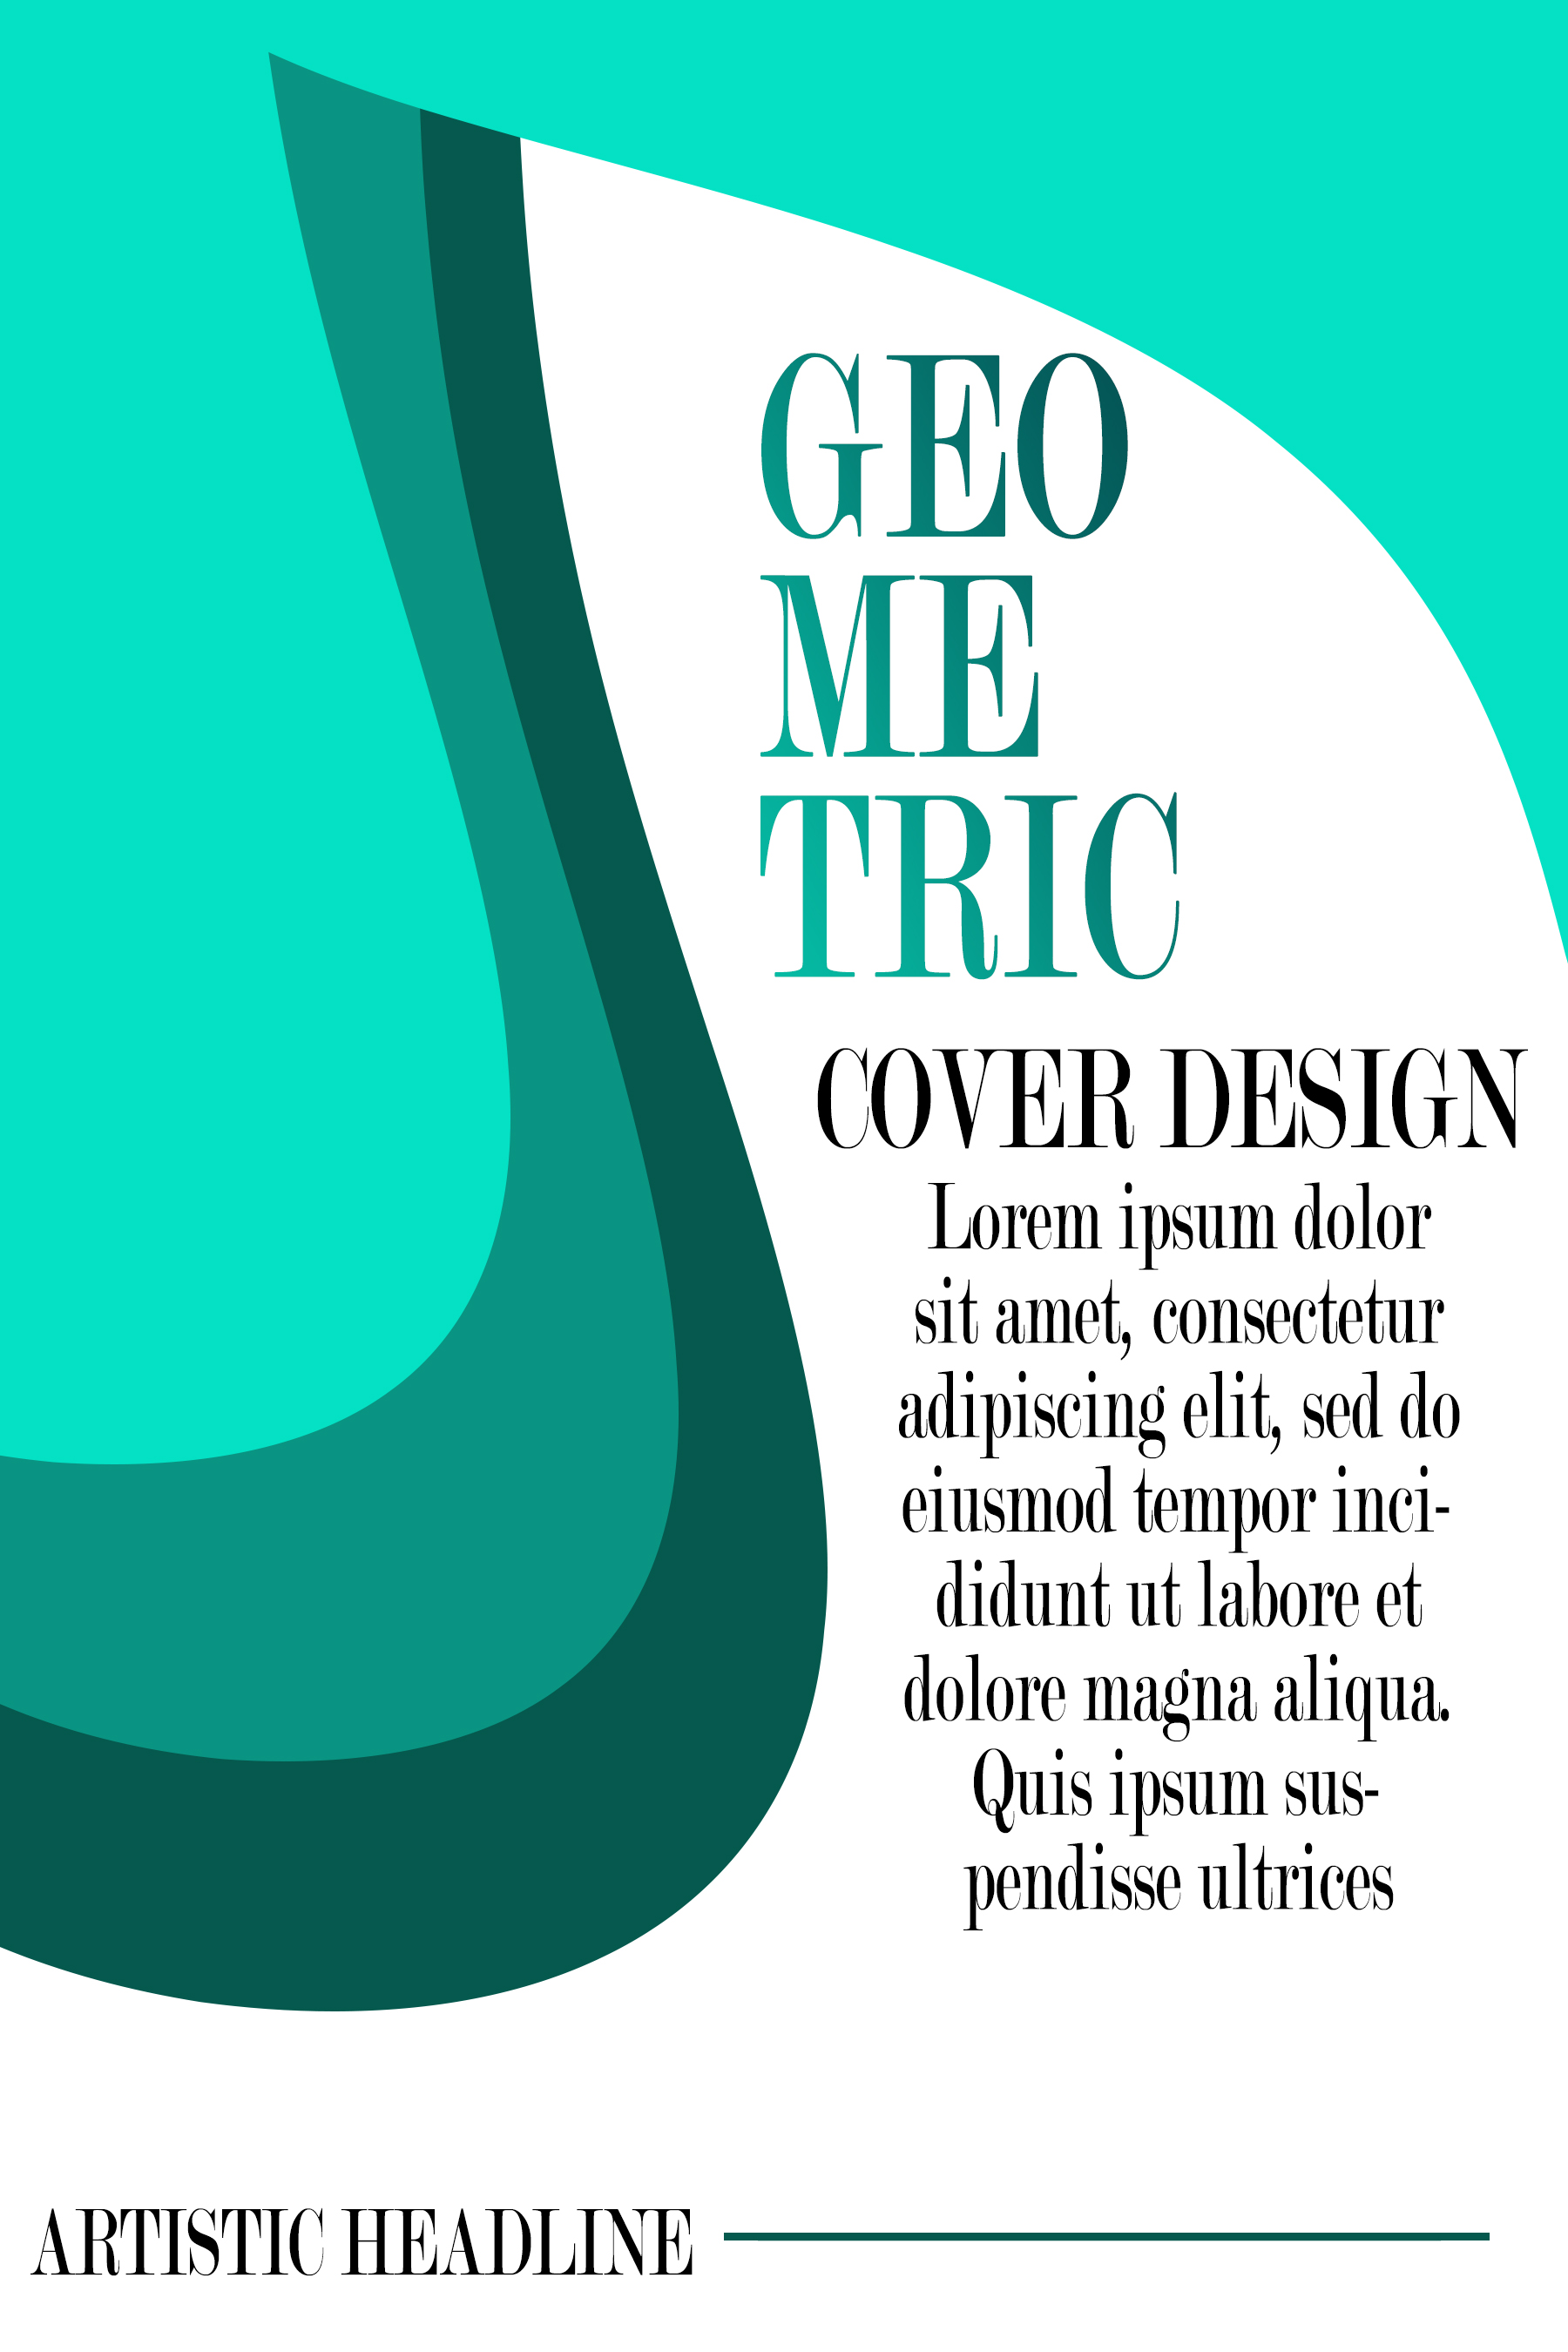 GEO
ME
TRIC
COVER DESIGN
Lorem ipsum dolor
sit amet, consectetur
adipiscing elit, sed do
eiusmod tempor inci-
didunt ut labore et
dolore magna aliqua.
Quis ipsum sus-
pendisse ultrices
ARTISTIC HEADLINE